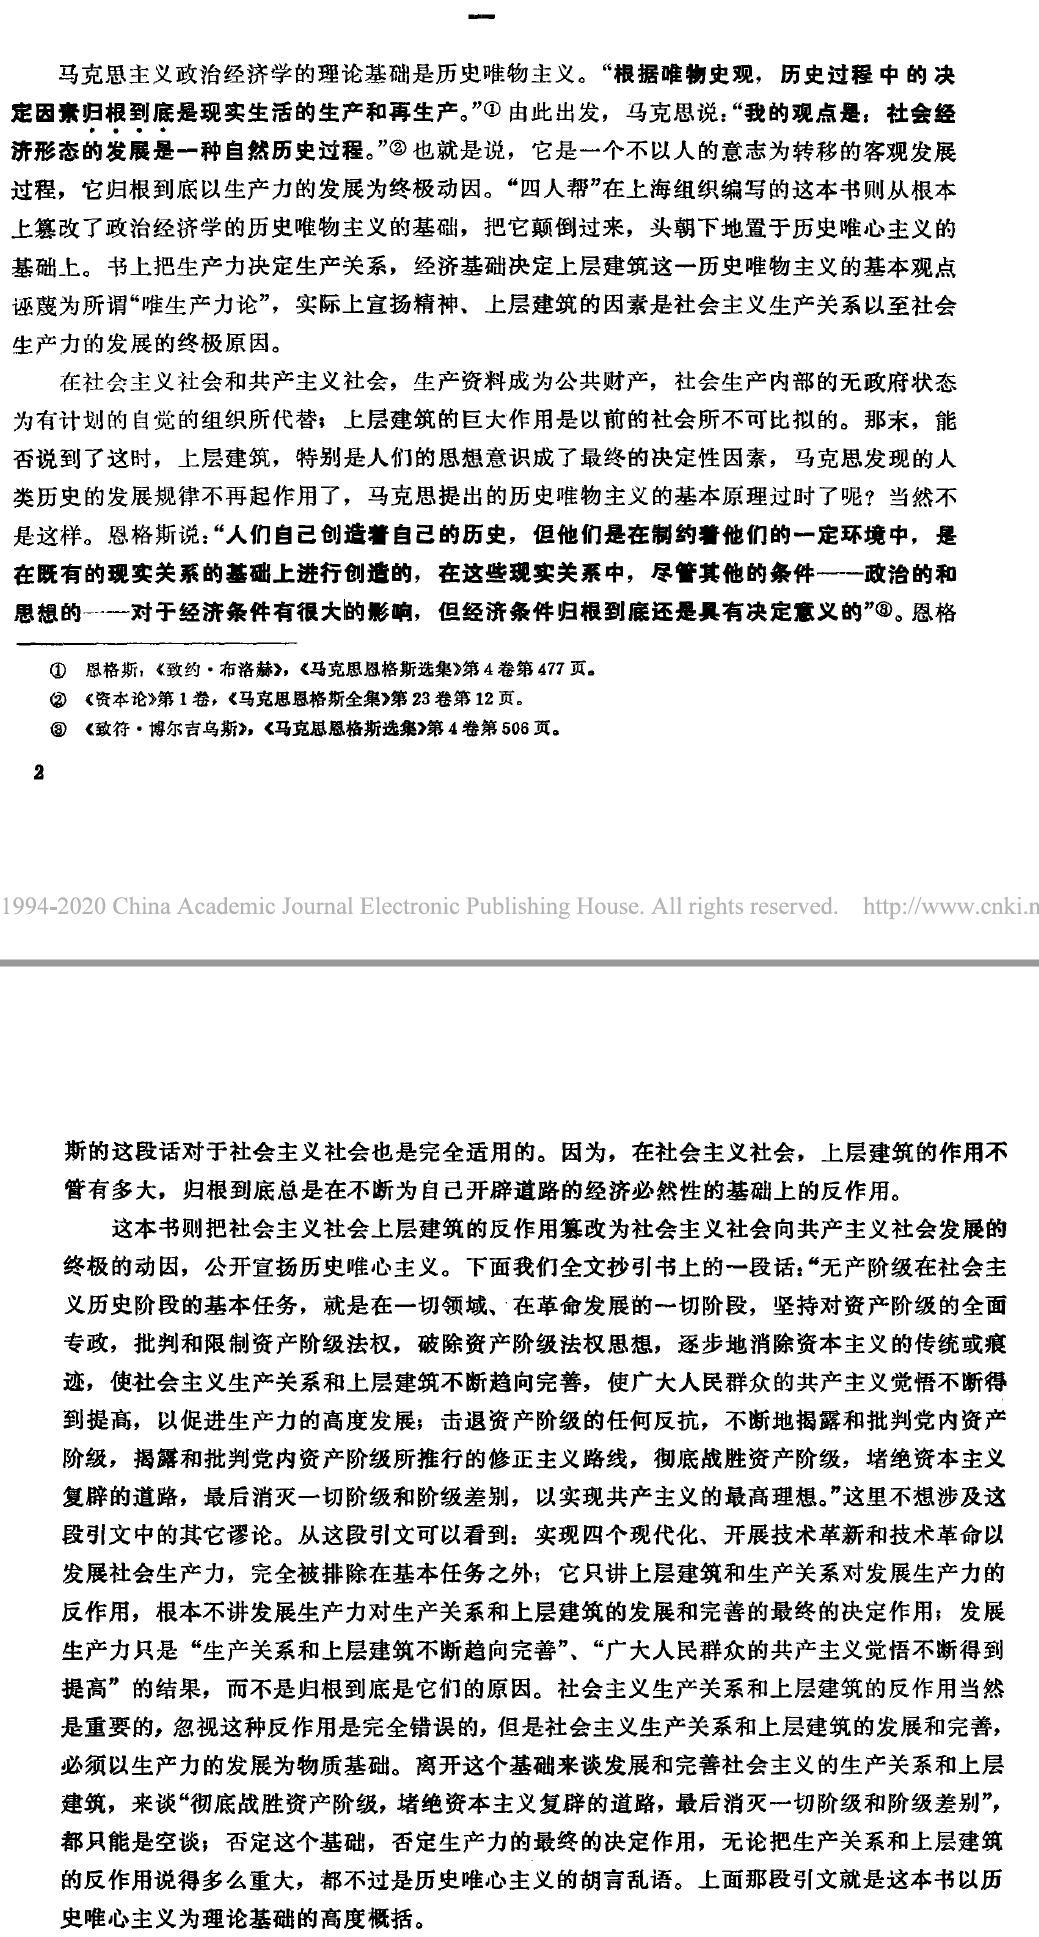 一
马克思主义政治经济学的理论基础是历史唯物主义。“根据唯物史观，历史过程中的决
定因素归根到底是现实生活的生产和再生产。”①由此出发，马克思说：“我的观点是：社会经
济形态的发展是一种自然历史过程。”②也就是说，它是一个不以人的意志为转移的客观发展
过程，它归根到底以生产力的发展为终极动因。“四人帮”在上海组织编写的这本书则从根本
上篡改了政治经济学的历史唯物主义的基础，把它颠倒过来，头朝下地置于历史唯心主义的
基础上。书上把生产力决定生产关系，经济基础决定上层建筑这一历史唯物主义的基本观点
诬蔑为所谓“唯生产力论”，实际上宣扬精神、上层建筑的因素是社会主义生产关系以至社会
生产力的发展的终极原因。
在社会主义社会和共产主义社会，生产资料成为公共财产，社会生产内部的无政府状态
为有计划的自觉的组织所代替；上层建筑的巨大作用是以前的社会所不可比拟的。那末，能
否说到了这时，上层建筑，特别是人们的思想意识成了最终的决定性因素，马克思发现的人
类历史的发展规律不再起作用了，马克思提出的历史唯物主义的基本原理过时了呢？当然不
是这样。恩格斯说：“人们自己创造着自己的历史，但他们是在制约着他们的一定环境中，是
在既有的现实关系的基础上进行创造的，在这些现实关系中，尽管其他的条件——政治的和
思想的——对于经济条件有很大的影响，但经济条件归根到底还是具有决定意义的”③。恩格
① 恩格斯：《致约·布洛赫》，《马克思恩格斯选集》第4卷第477页。
② 《资本论》第1卷，《马克思恩格斯全集》第23卷第12页。
③ 《致符·博尔吉乌斯》，《马克思恩格斯选集》第4卷第506页。
2
1994-2020 China Academic Journal Electronic Publishing House. All rights reserved. http://www.cnki.n
斯的这段话对于社会主义社会也是完全适用的。因为，在社会主义社会，上层建筑的作用不
管有多大，归根到底总是在不断为自己开辟道路的经济必然性的基础上的反作用。
这本书则把社会主义社会上层建筑的反作用篡改为社会主义社会向共产主义社会发展的
终极的动因，公开宣扬历史唯心主义。下面我们全文抄引书上的一段话：“无产阶级在社会主
义历史阶段的基本任务，就是在一切领域、在革命发展的一切阶段，坚持对资产阶级的全面
专政，批判和限制资产阶级法权，破除资产阶级法权思想，逐步地消除资本主义的传统或痕
迹，使社会主义生产关系和上层建筑不断趋向完善，使广大人民群众的共产主义觉悟不断得
到提高，以促进生产力的高度发展；击退资产阶级的任何反抗，不断地揭露和批判党内资产
阶级，揭露和批判党内资产阶级所推行的修正主义路线，彻底战胜资产阶级，堵绝资本主义
复辟的道路，最后消灭一切阶级和阶级差别，以实现共产主义的最高理想。”这里不想涉及这
段引文中的其它谬论。从这段引文可以看到：实现四个现代化、开展技术革新和技术革命以
发展社会生产力，完全被排除在基本任务之外；它只讲上层建筑和生产关系对发展生产力的
反作用，根本不讲发展生产力对生产关系和上层建筑的发展和完善的最终的决定作用；发展
生产力只是“生产关系和上层建筑不断趋向完善”、“广大人民群众的共产主义觉悟不断得到
提高”的结果，而不是归根到底是它们的原因。社会主义生产关系和上层建筑的反作用当然
是重要的，忽视这种反作用是完全错误的，但是社会主义生产关系和上层建筑的发展和完善，
必须以生产力的发展为物质基础。离开这个基础来谈发展和完善社会主义的生产关系和上层
建筑，来谈“彻底战胜资产阶级，堵绝资本主义复辟的道路，最后消灭一切阶级和阶级差别”，
都只能是空谈；否定这个基础，否定生产力的最终的决定作用，无论把生产关系和上层建筑
的反作用说得多么重大，都不过是历史唯心主义的胡言乱语。上面那段引文就是这本书以历
史唯心主义为理论基础的高度概括。